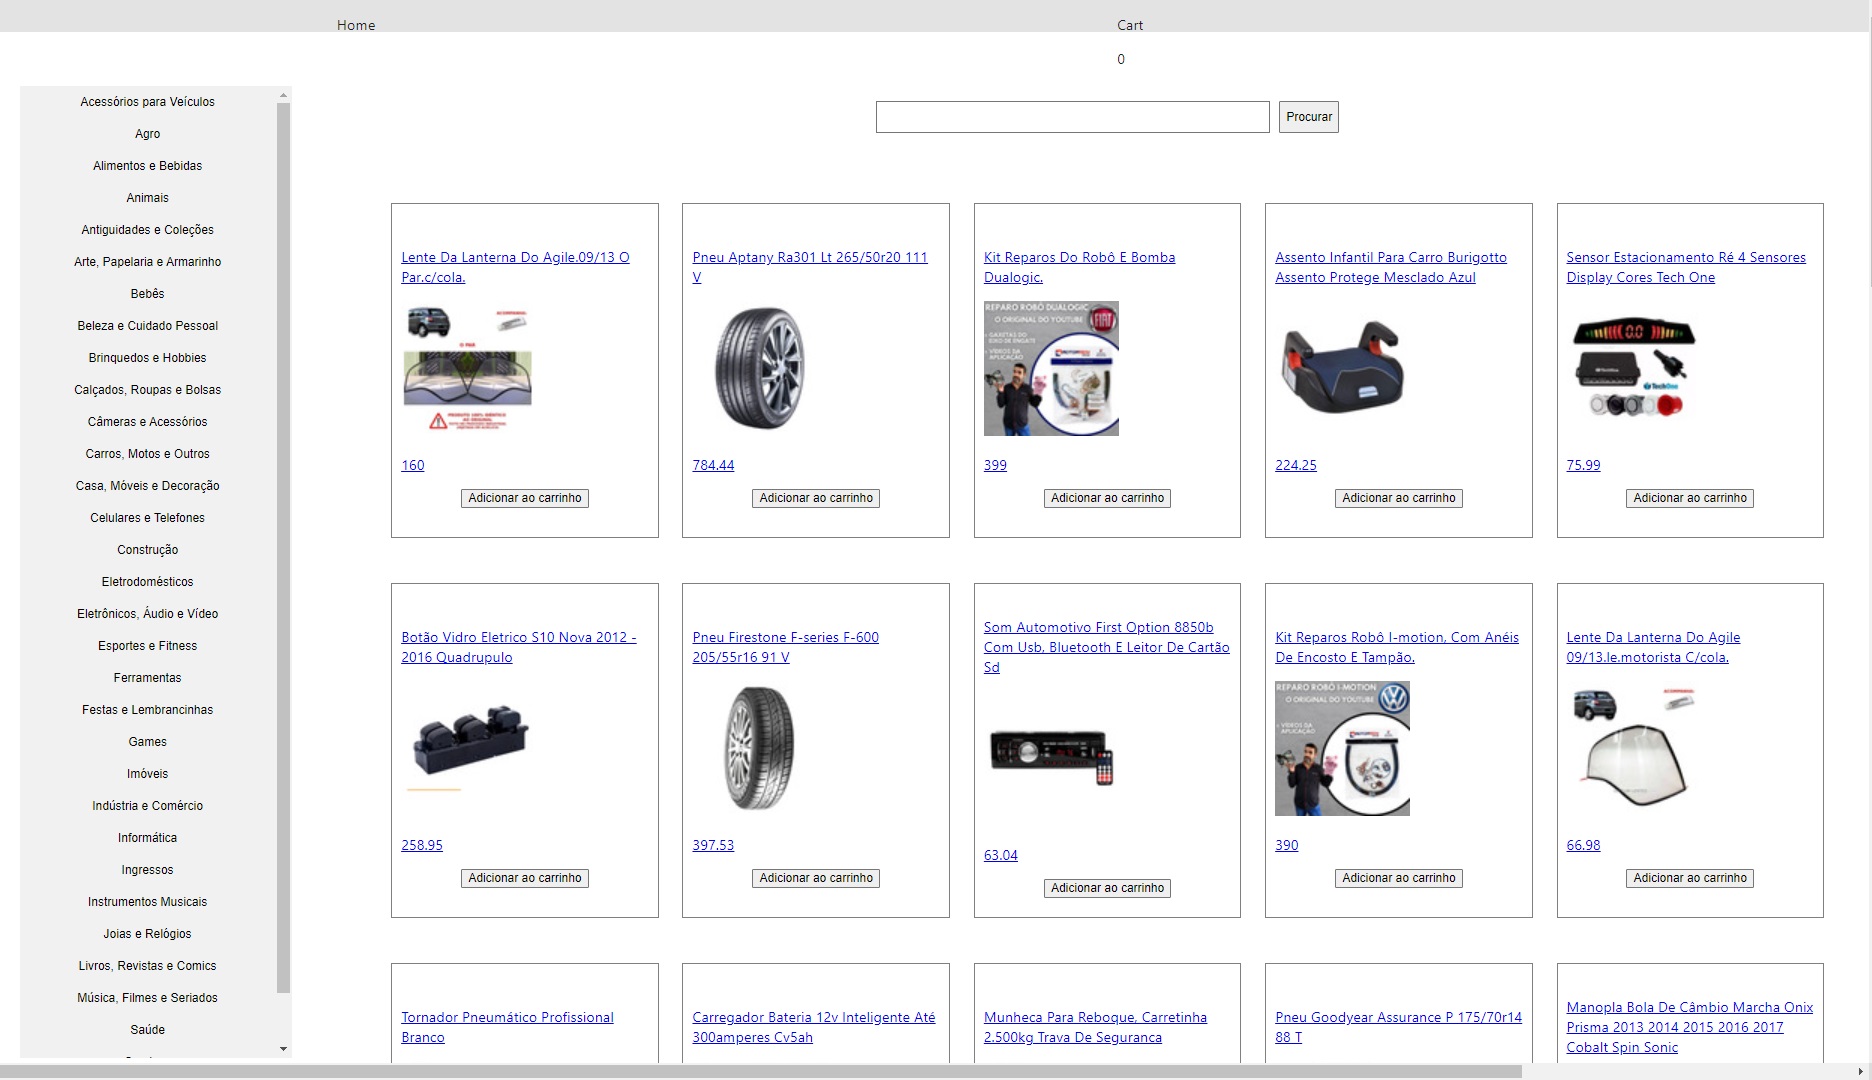 Home
Cart
0
Acessórios para Veículos
Agro
Alimentos e Bebidas
Animais
Antiguidades e Coleções
Arte, Papelaria e Armarinho
Bebês
Beleza e Cuidado Pessoal
Brinquedos e Hobbies
Calçados, Roupas e Bolsas
Câmeras e Acessórios
Carros, Motos e Outros
Casa, Móveis e Decoração
Celulares e Telefones
Construção
Eletrodomésticos
Eletrônicos, Áudio e Vídeo
Esportes e Fitness
Ferramentas
Festas e Lembrancinhas
Games
Imóveis
Indústria e Comércio
Informática
Ingressos
Instrumentos Musicais
Joias e Relógios
Livros, Revistas e Comics
Música, Filmes e Seriados
Saúde
Procurar
Lente Da Lanterna Do Agile.09/13 O
Par.c/cola.
O PAR
160
Adicionar ao carrinho
Pneu Aptany Ra301 Lt 265/50r20 111
V
784.44
Adicionar ao carrinho
Kit Reparos Do Robô E Bomba
Dualogic.
REPARO ROBÔ DUALOGIC
O ORIGINAL DO YOUTUBE
FIAT
VÍDEOS DA
APLICAÇÃO
399
Adicionar ao carrinho
Assento Infantil Para Carro Burigotto
Assento Protege Mesclado Azul
224.25
Adicionar ao carrinho
Sensor Estacionamento Ré 4 Sensores
Display Cores Tech One
0.0
TechOne
75.99
Adicionar ao carrinho
Botão Vidro Eletrico S10 Nova 2012 -
2016 Quadrupulo
258.95
Adicionar ao carrinho
Pneu Firestone F-series F-600
205/55r16 91 V
397.53
Adicionar ao carrinho
Som Automotivo First Option 8850b
Com Usb, Bluetooth E Leitor De Cartão
Sd
63.04
Adicionar ao carrinho
Kit Reparos Robô I-motion, Com Anéis
De Encosto E Tampão.
REPARO ROBÔ I-MOTION
O ORIGINAL DO YOUTUBE
VÍDEOS DA
APLICAÇÃO
390
Adicionar ao carrinho
Lente Da Lanterna Do Agile
09/13.le.motorista C/cola.
66.98
Adicionar ao carrinho
Tornador Pneumático Profissional
Branco
Carregador Bateria 12v Inteligente Até
300amperes Cv5ah
Munheca Para Reboque, Carretinha
2.500kg Trava De Seguranca
Pneu Goodyear Assurance P 175/70r14
88 T
Manopla Bola De Câmbio Marcha Onix
Prisma 2013 2014 2015 2016 2017
Cobalt Spin Sonic